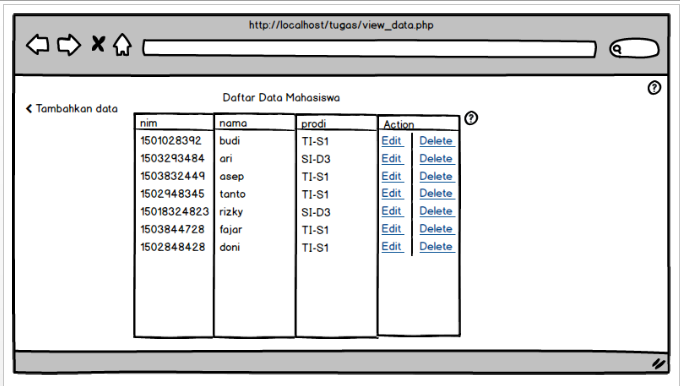 http://localhost/tugas/view_data.php
?
Daftar Data Mahasiswa
Tambahkan data
nim nama prodi Action ?
1501028392 budi TI-S1 Edit Delete
1503293484 ari SI-D3 Edit Delete
1503832449 asep TI-S1 Edit Delete
1502948345 tanto TI-S1 Edit Delete
15018324823 rizky SI-D3 Edit Delete
1503844728 fajar TI-S1 Edit Delete
1502848428 doni TI-S1 Edit Delete